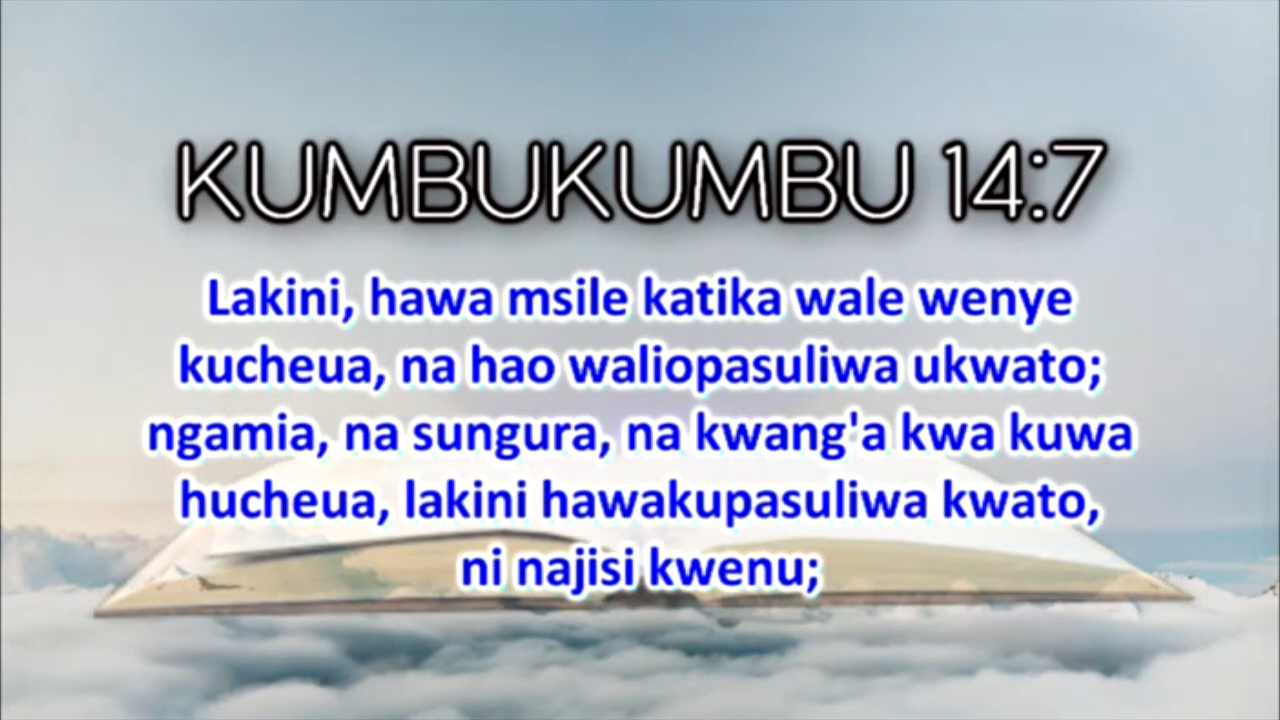 KUMBUKUMBU 14:7
Lakini, hawa msile katika wale wenye
kucheua, na hao waliopasuliwa ukwato;
ngamia, na sungura, na kwang'a kwa kuwa
hucheua, lakini hawakupasuliwa kwato,
ni najisi kwenu;